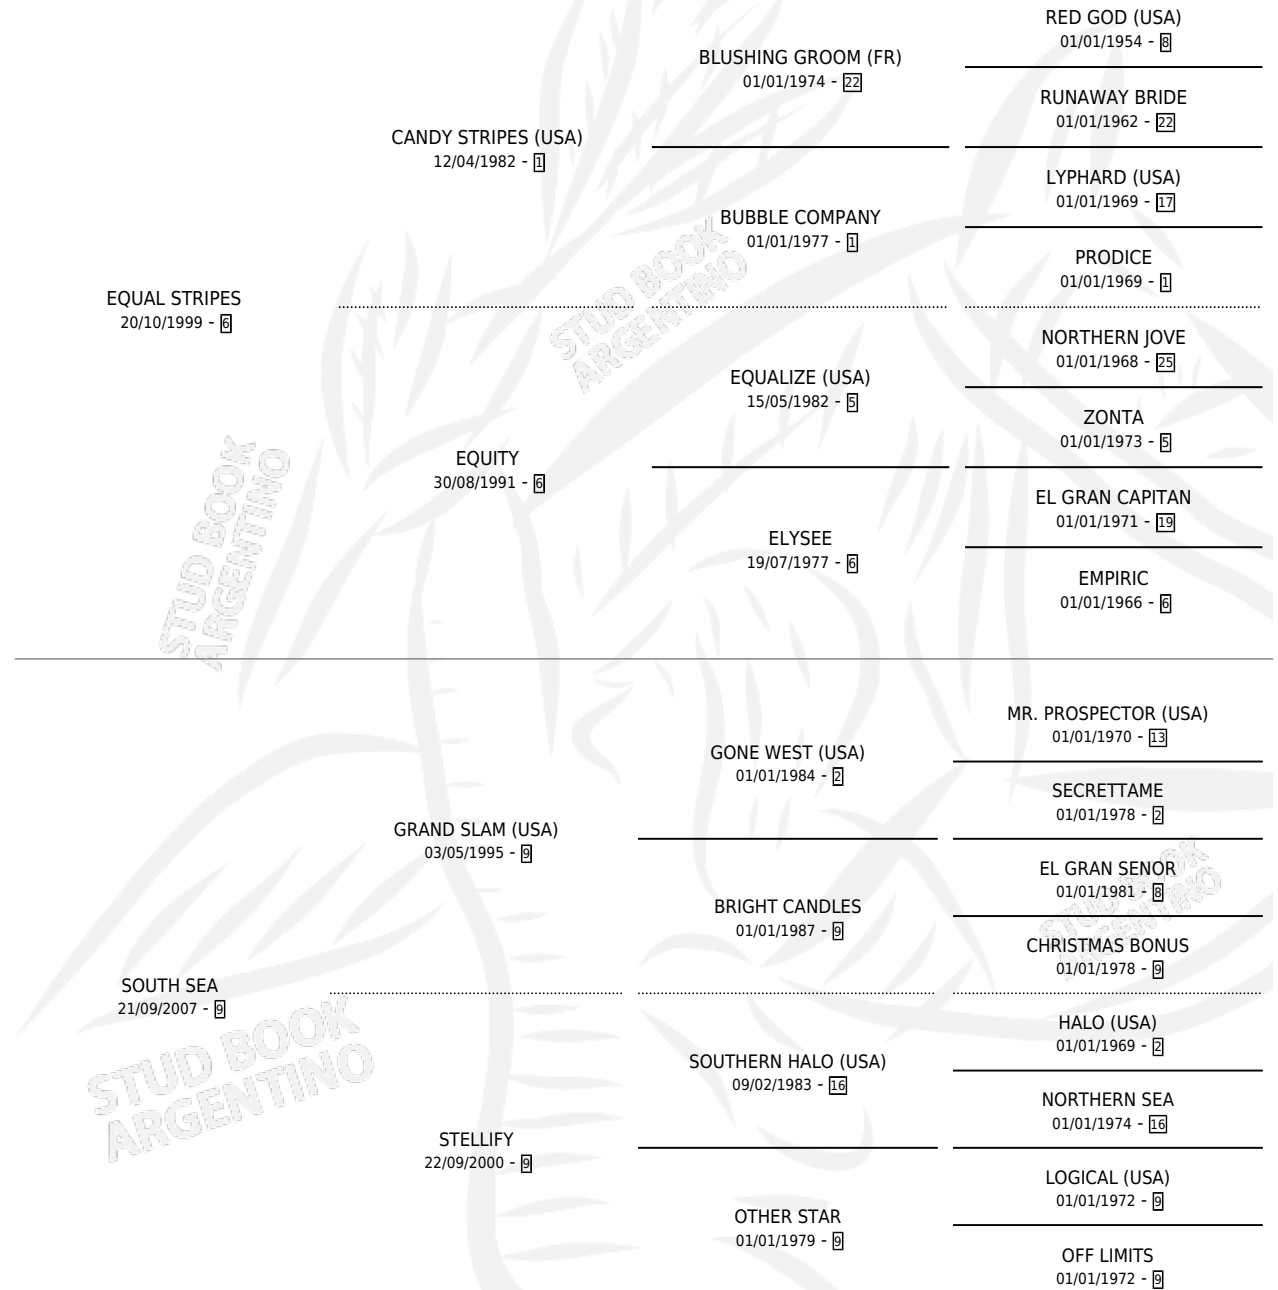 RED GOD (USA)
01/01/1954 - 8
BLUSHING GROOM (FR)
01/01/1974 - 22
RUNAWAY BRIDE
01/01/1962 - 22
CANDY STRIPES (USA)
12/04/1982 - 1
LYPHARD (USA)
01/01/1969 - 17
BUBBLE COMPANY
01/01/1977 - 1
PRODICE
01/01/1969 - 1
EQUAL STRIPES
20/10/1999 - 6
STUD BOOK
ARGENTINO
NORTHERN JOVE
01/01/1968 - 25
EQUALIZE (USA)
15/05/1982 - 5
ZONTA
01/01/1973 - 5
EQUITY
30/08/1991 - 6
EL GRAN CAPITAN
01/01/1971 - 19
ELYSEE
19/07/1977 - 6
EMPIRIC
01/01/1966 - 6
STUD BOOK
ARGENTINO
MR. PROSPECTOR (USA)
01/01/1970 - 13
GONE WEST (USA)
01/01/1984 - 2
SECRETTAME
01/01/1978 - 2
GRAND SLAM (USA)
03/05/1995 - 9
EL GRAN SENOR
01/01/1981 - 8
BRIGHT CANDLES
01/01/1987 - 9
CHRISTMAS BONUS
01/01/1978 - 9
STUD BOOK
ARGENTINO
SOUTH SEA
21/09/2007 - 9
STUD BOOK
ARGENTINO
HALO (USA)
01/01/1969 - 2
SOUTHERN HALO (USA)
09/02/1983 - 16
NORTHERN SEA
01/01/1974 - 16
STELLIFY
22/09/2000 - 9
LOGICAL (USA)
01/01/1972 - 9
OTHER STAR
01/01/1979 - 9
OFF LIMITS
01/01/1972 - 9